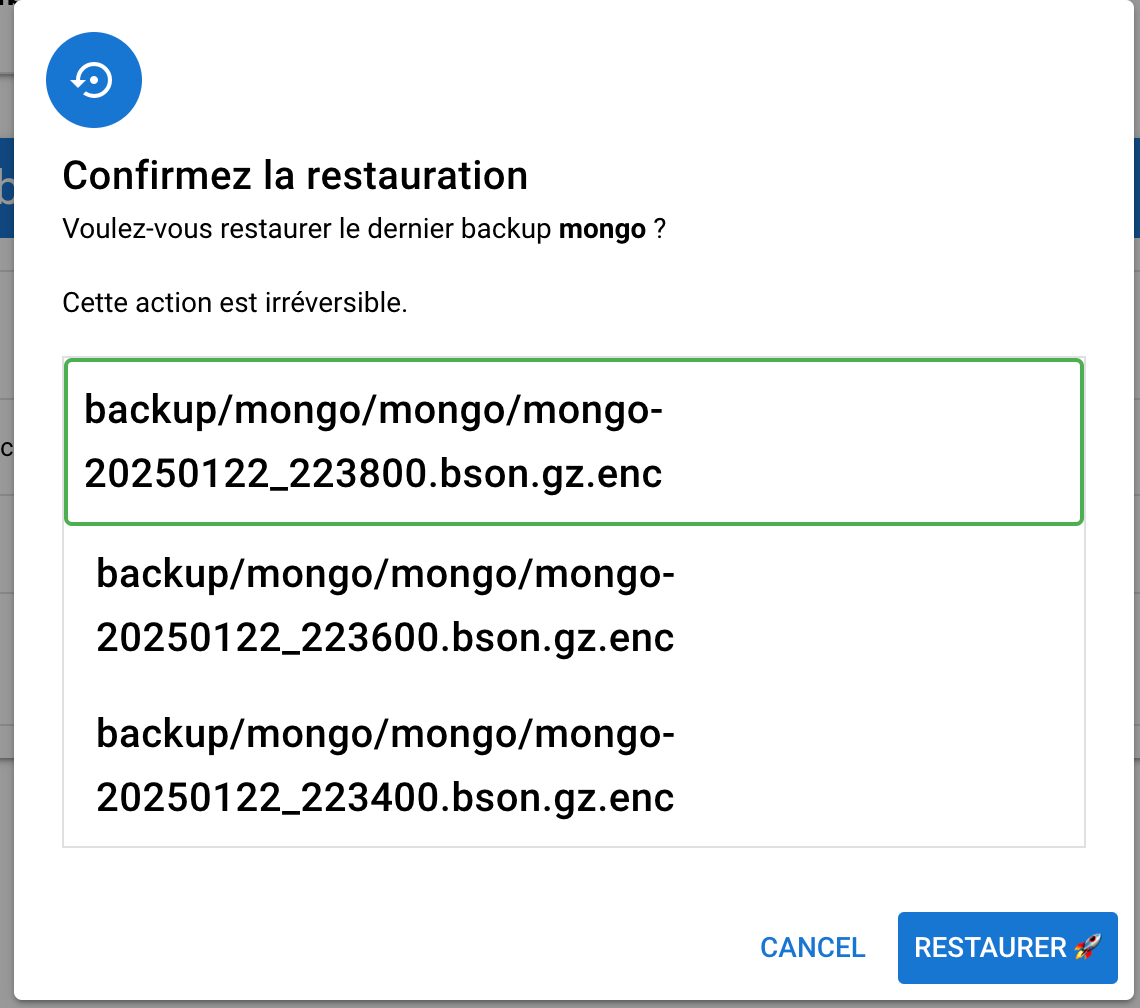 Confirmez la restauration
Voulez-vous restaurer le dernier backup mongo ?
Cette action est irréversible.
backup/mongo/mongo/mongo-
20250122_223800.bson.gz.enc
backup/mongo/mongo/mongo-
20250122_223600.bson.gz.enc
backup/mongo/mongo/mongo-
20250122_223400.bson.gz.enc
CANCEL
RESTAURER 🚀